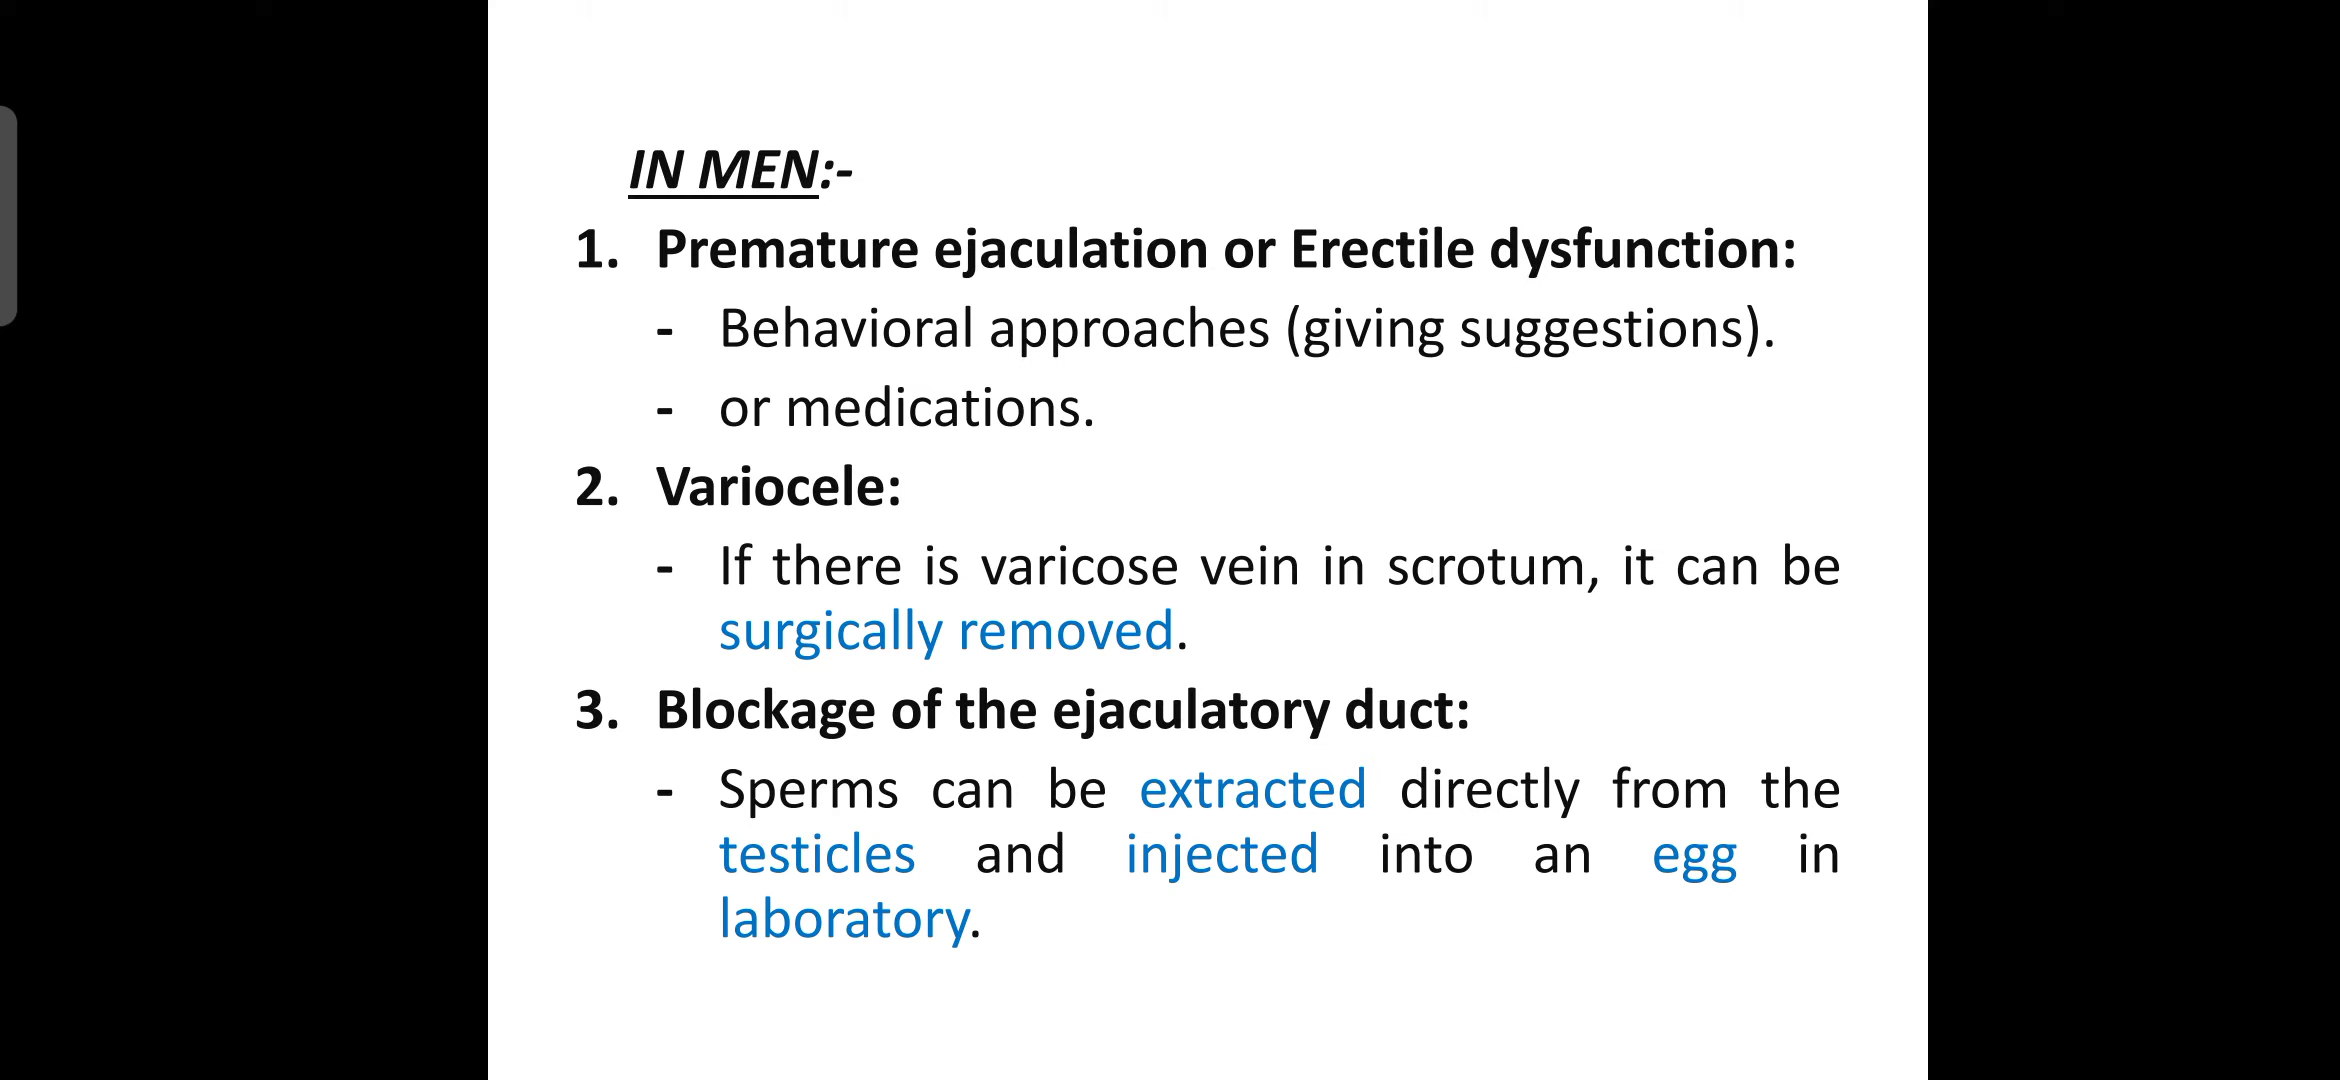 IN MEN:-
1. Premature ejaculation or Erectile dysfunction:
- Behavioral approaches (giving suggestions).
- or medications.
2. Variocele:
- If there is varicose vein in scrotum, it can be
surgically removed.
3. Blockage of the ejaculatory duct:
- Sperms can be extracted directly from the
testicles and injected into an egg in
laboratory.